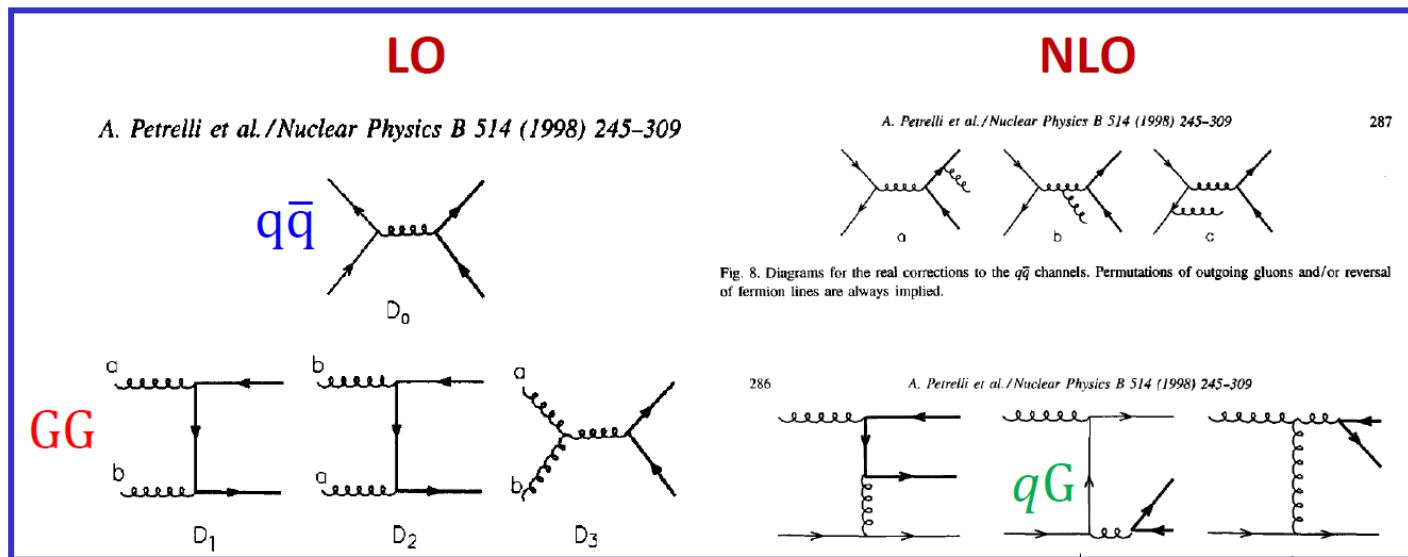 LO
A. Petrelli et al./Nuclear Physics B 514 (1998) 245–309
qq̄
D₀
a
b
D₁
b
a
D₂
a
b
D₃
GG
NLO
A. Petrelli et al./Nuclear Physics B 514 (1998) 245–309 287
a
b
c
Fig. 8. Diagrams for the real corrections to the qq̄ channels. Permutations of outgoing gluons and/or reversal
of fermion lines are always implied.
286 A. Petrelli et al./Nuclear Physics B 514 (1998) 245–309
qG